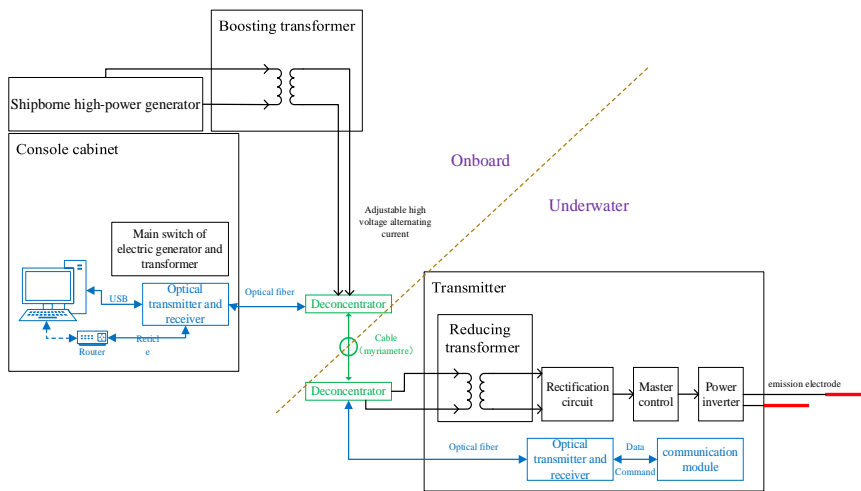 Boosting transformer
Shipborne high-power generator
Console cabinet
Onboard
Underwater
Adjustable high
voltage alternating
current
Main switch of
electric generator and
transformer
Optical
transmitter and
receiver
USB
Optical fiber
Router
Reticl
e
Deconcentrator
Cable
(myriametre)
Deconcentrator
Transmitter
Reducing
transformer
Rectification
circuit
Master
control
Power
inverter
emission electrode
Optical fiber
Optical
transmitter and
receiver
Data
Command
communication
module